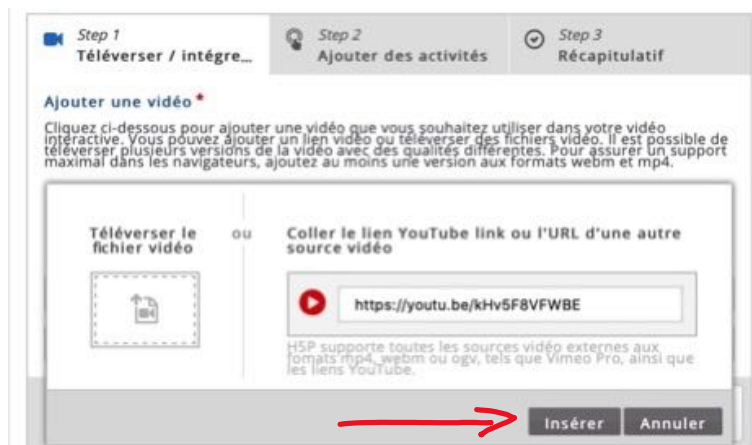 Step 1
Téléverser / intégre...
Step 2
Ajouter des activités
Step 3
Récapitulatif
Ajouter une vidéo *
Cliquez ci-dessous pour ajouter une vidéo que vous souhaitez utiliser dans votre vidéo
interactive. Vous pouvez ajouter un lien vidéo ou téléverser des fichiers vidéo. Il est possible de
téléverser plusieurs versions de la vidéo avec des qualités différentes. Pour assurer un support
maximal dans les navigateurs, ajoutez au moins une version aux formats webm et mp4.
Téléverser le
fichier vidéo
ou
Coller le lien YouTube link ou l'URL d'une autre
source vidéo
https://youtu.be/kHv5F8VFWBE
H5P supporte toutes les sources vidéo externes aux
fomats mp4, webm ou ogv, tels que Vimeo Pro, ainsi que
les liens YouTube.
Insérer
Annuler